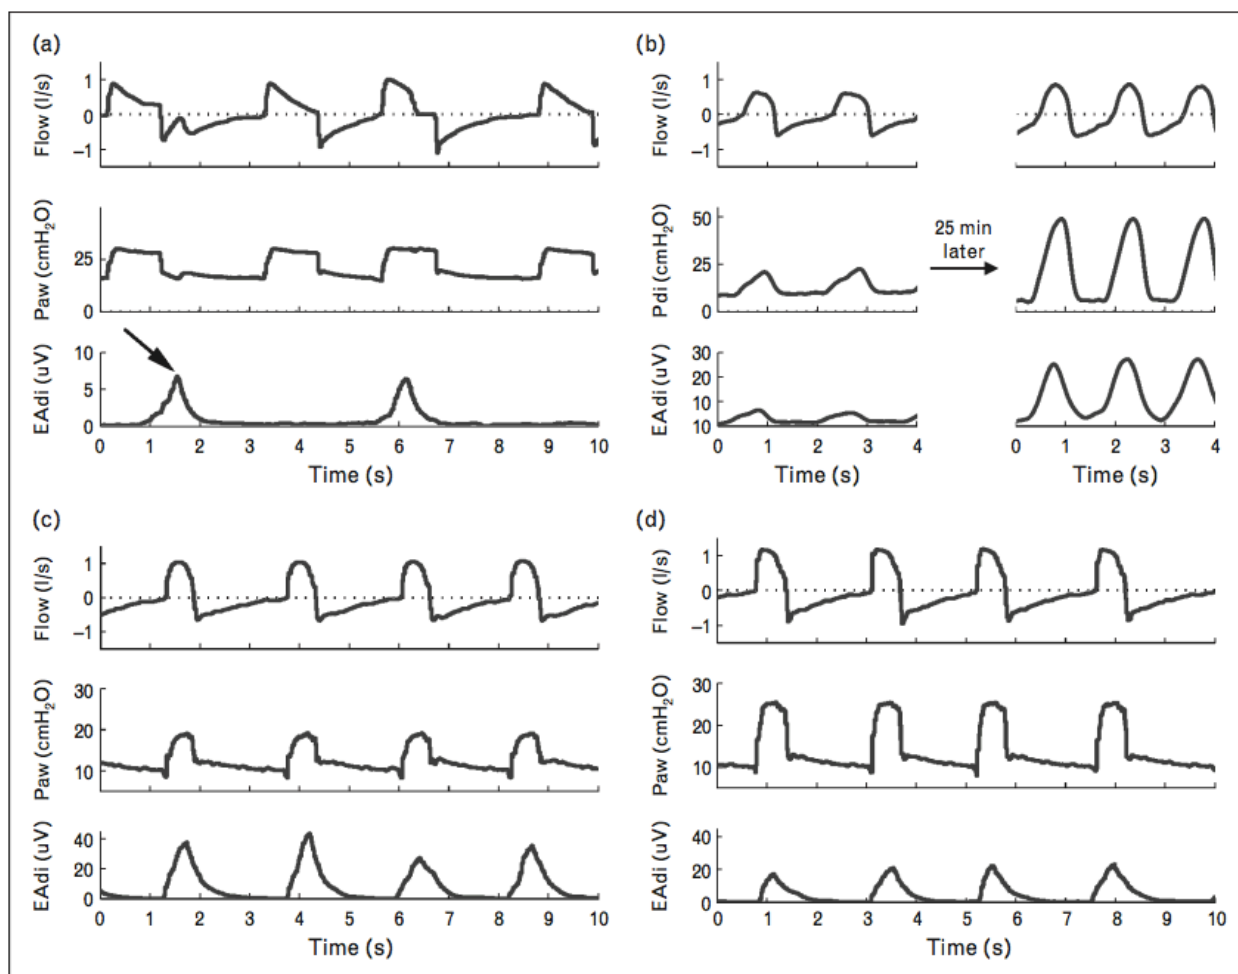 (a)
Flow (l/s)
1
0
−1
Paw (cmH₂O)
25
0
EAdi (uV)
10
5
0
0 1 2 3 4 5 6 7 8 9 10
Time (s)
(b)
Flow (l/s)
1
0
−1
Pdi (cmH₂O)
50
25
0
25 min
later
EAdi (uV)
30
20
10
10
0 1 2 3 4
Time (s)
0 1 2 3 4
Time (s)
(c)
Flow (l/s)
1
0
−1
Paw (cmH₂O)
30
20
10
EAdi (uV)
40
20
0
0 1 2 3 4 5 6 7 8 9 10
Time (s)
(d)
Flow (l/s)
1
0
−1
Paw (cmH₂O)
30
20
10
EAdi (uV)
40
20
0
0 1 2 3 4 5 6 7 8 10
Time (s)